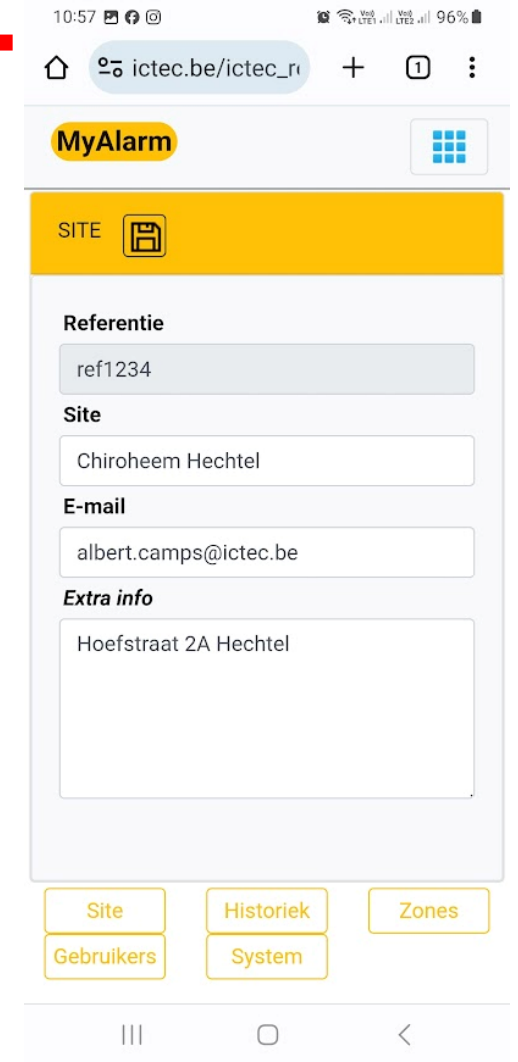 10:57 96%
ictec.be/ictec_r
1
MyAlarm
SITE
Referentie
ref1234
Site
Chiroheem Hechtel
E-mail
albert.camps@ictec.be
Extra info
Hoefstraat 2A Hechtel
Site Historiek Zones
Gebruikers System